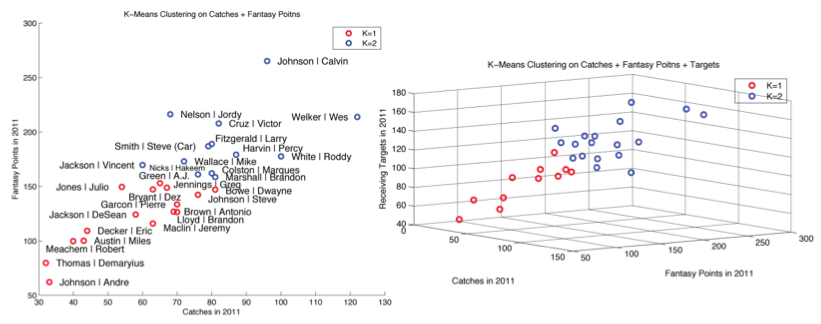 K-Means Clustering on Catches + Fantasy Poitns
K=1
K=2
Fantasy Points in 2011
300
250
200
150
100
50
Johnson | Calvin
Nelson | Jordy
Welker | Wes
Cruz | Victor
Fitzgerald | Larry
Smith | Steve (Car)
Harvin | Percy
White | Roddy
Jackson | Vincent
Wallace | Mike
Nicks | Hakeem
Colston | Marques
Green | A.J.
Marshall | Brandon
Jones | Julio
Jennings | Greg
Bowe | Dwayne
Bryant | Dez
Johnson | Steve
Garcon | Pierre
Jackson | DeSean
Brown | Antonio
Lloyd | Brandon
Decker | Eric
Maclin | Jeremy
Austin | Miles
Meachem | Robert
Thomas | Demaryius
Johnson | Andre
30 40 50 60 70 80 90 100 110 120 130
Catches in 2011
K-Means Clustering on Catches + Fantasy Poitns + Targets
K=1
K=2
Receiving Targets in 2011
180
160
140
120
100
80
60
40
0
50
100
150
50
100
150
200
250
300
Catches in 2011
Fantasy Points in 2011